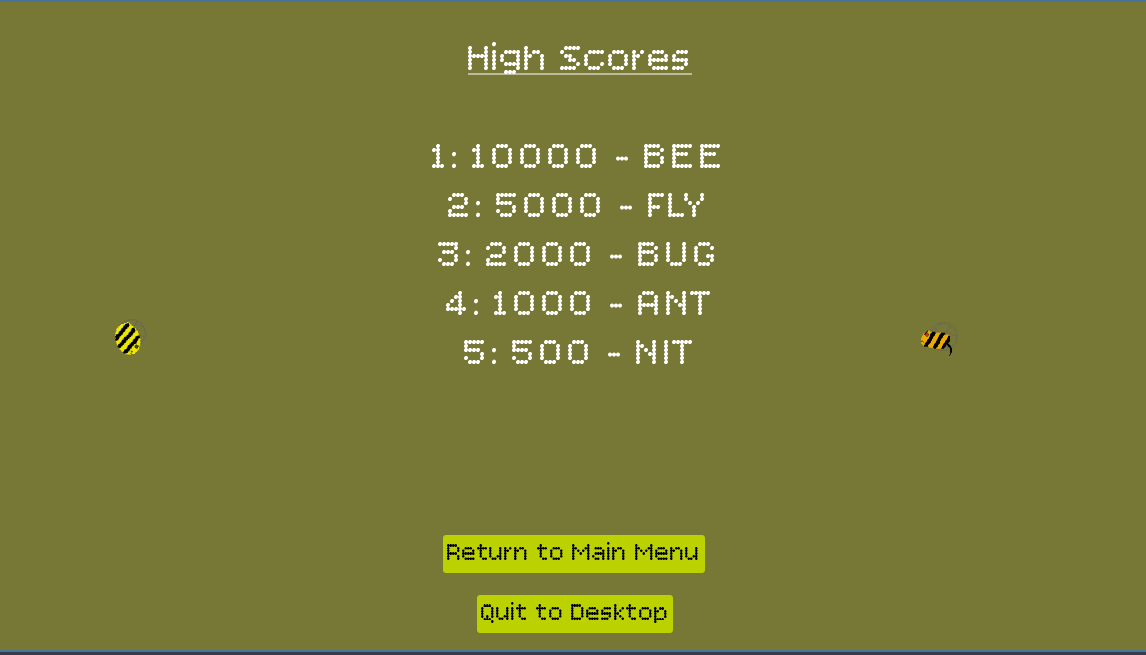 High Scores
1: 10000 - BEE
2: 5000 - FLY
3: 2000 - BUG
4: 1000 - ANT
5: 500 - NIT
Return to Main Menu
Quit to Desktop